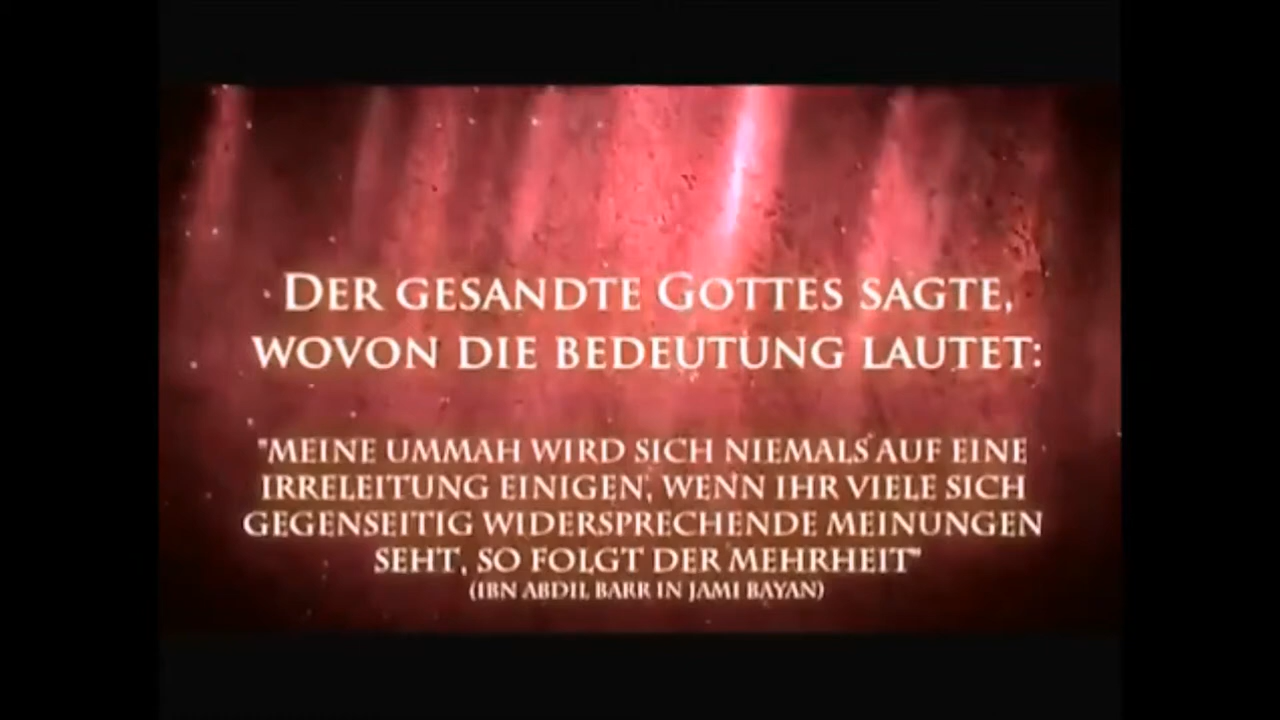 DER GESANDTE GOTTES SAGTE,
WOVON DIE BEDEUTUNG LAUTET:
"MEINE UMMAH WIRD SICH NIEMALS AUF EINE
IRRELEITUNG EINIGEN, WENN IHR VIELE SICH
GEGENSEITIG WIDERSPRECHENDE MEINUNGEN
SEHT, SO FOLGT DER MEHRHEIT"
(IBN ABDIL BARR IN JAMI BAYAN)